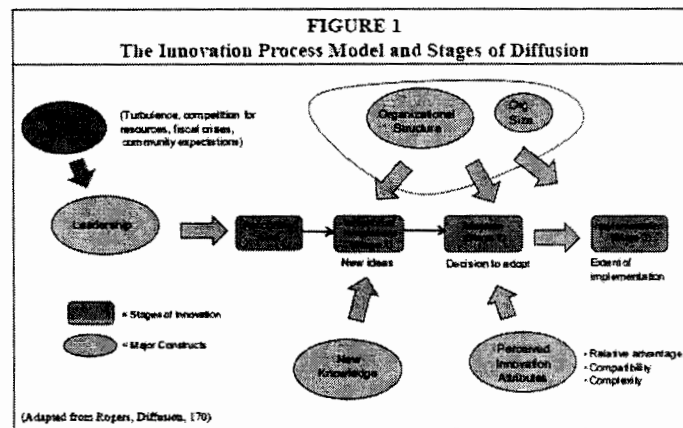 FIGURE 1
The Innovation Process Model and Stages of Diffusion
(Turbulence, competition for
resources, fiscal crises,
community expectations)
Organizational
Structure
Org
Size
Leadership
New ideas
Decision to adopt
Extent of
implementation
= Stages of Innovation
= Major Constructs
New
Knowledge
Perceived
Innovation
Attributes
• Relative advantage
• Compatibility
• Complexity
(Adapted from Rogers, Diffusion, 170)